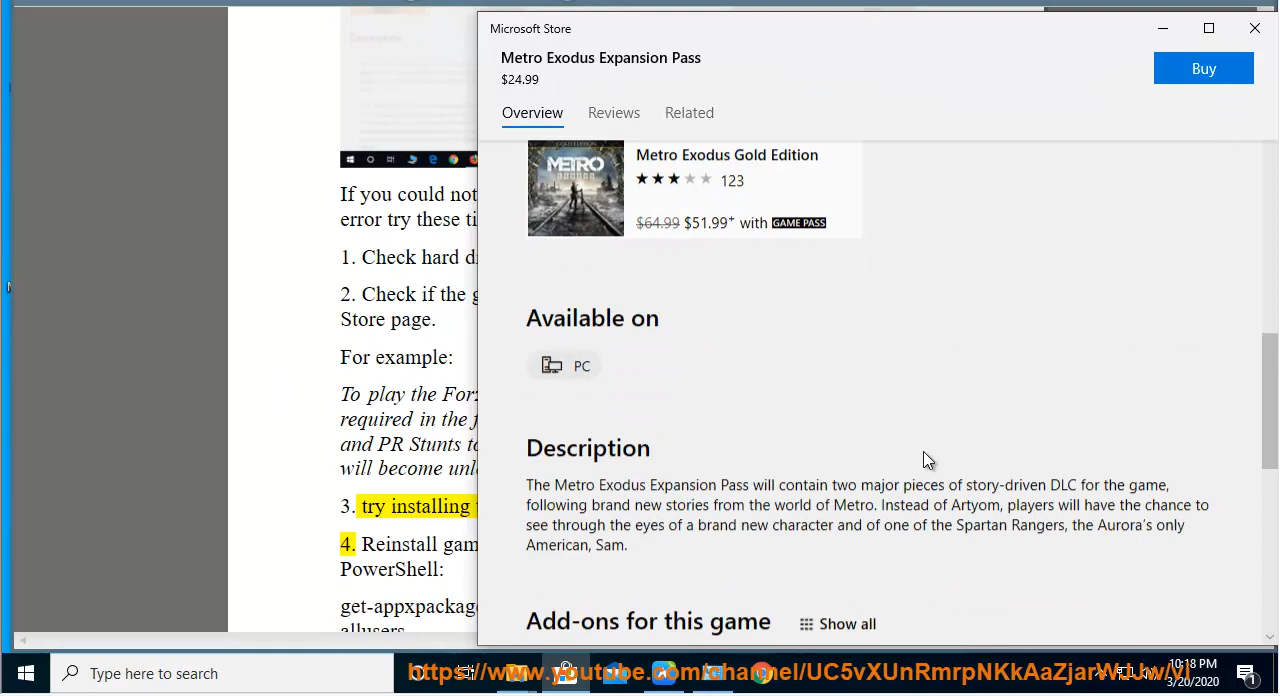 Microsoft Store
Metro Exodus Expansion Pass
$24.99
Buy
Overview Reviews Related
METRO
Metro Exodus Gold Edition
123
$64.99 $51.99+ with GAME PASS
Available on
PC
Description
The Metro Exodus Expansion Pass will contain two major pieces of story-driven DLC for the game,
following brand new stories from the world of Metro. Instead of Artyom, players will have the chance to
see through the eyes of a brand new character and of one of the Spartan Rangers, the Aurora's only
American, Sam.
Add-ons for this game Show all
If you could not
error try these
1. Check hard
2. Check if the
Store page.
For example:
To play the
required in the
and PR Stunts
will become
3. try installing
4. Reinstall
PowerShell:
allusers
Type here to search
10:18 PM
3/20/2020
1